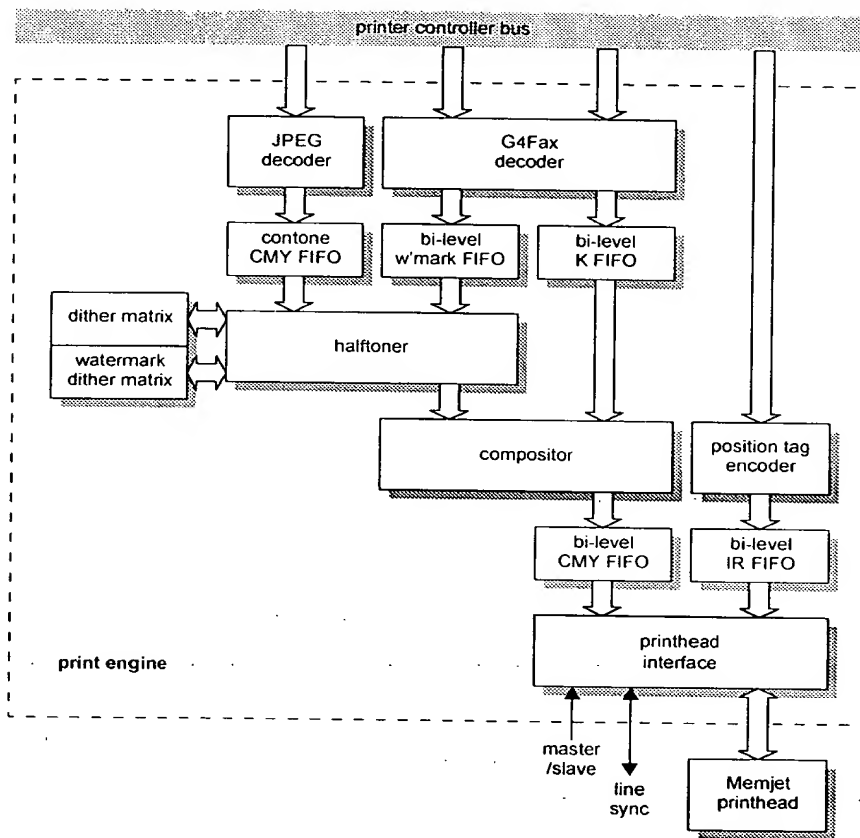 printer controller bus
JPEG
decoder
G4Fax
decoder
contone
CMY FIFO
bi-level
w'mark FIFO
bi-level
K FIFO
dither matrix
watermark
dither matrix
halftoner
compositor
position tag
encoder
bi-level
CMY FIFO
bi-level
IR FIFO
printhead
interface
print engine
master
/slave
line
sync
Memjet
printhead